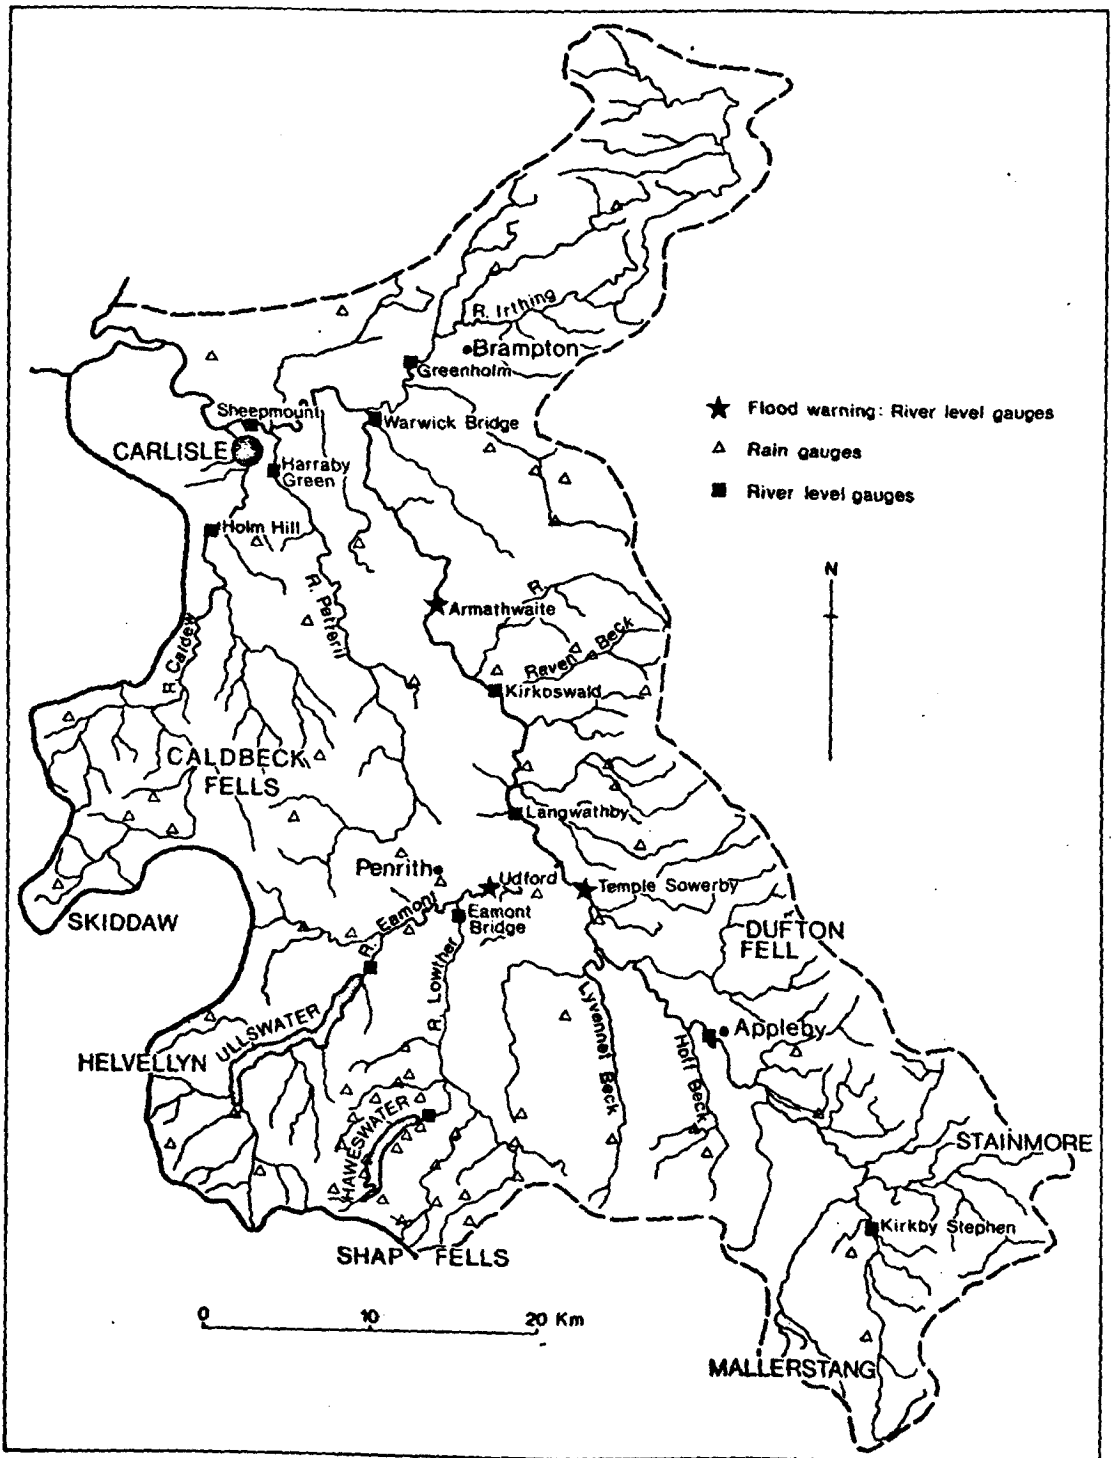 R. Irthing
Brampton
Greenholm
Sheepmount
Warwick Bridge
CARLISLE
Harraby
Green
Holm Hill
Flood warning: River level gauges
Rain gauges
River level gauges
N
R.
R. Petteril
Armathwaite
Raven Beck
R. Caldew
Kirkoswald
CALDBECK
FELLS
Langwathby
Penrith
Udford
Temple Sowerby
SKIDDAW
R. Eamont
Eamont
Bridge
DUFTON
FELL
R. Lowther
Lyvennet Beck
ULLSWATER
Appleby
Hoff Beck
HELVELLYN
HAWESWATER
STAINMORE
Kirkby Stephen
SHAP FELLS
0 10 20 Km
MALLERSTANG